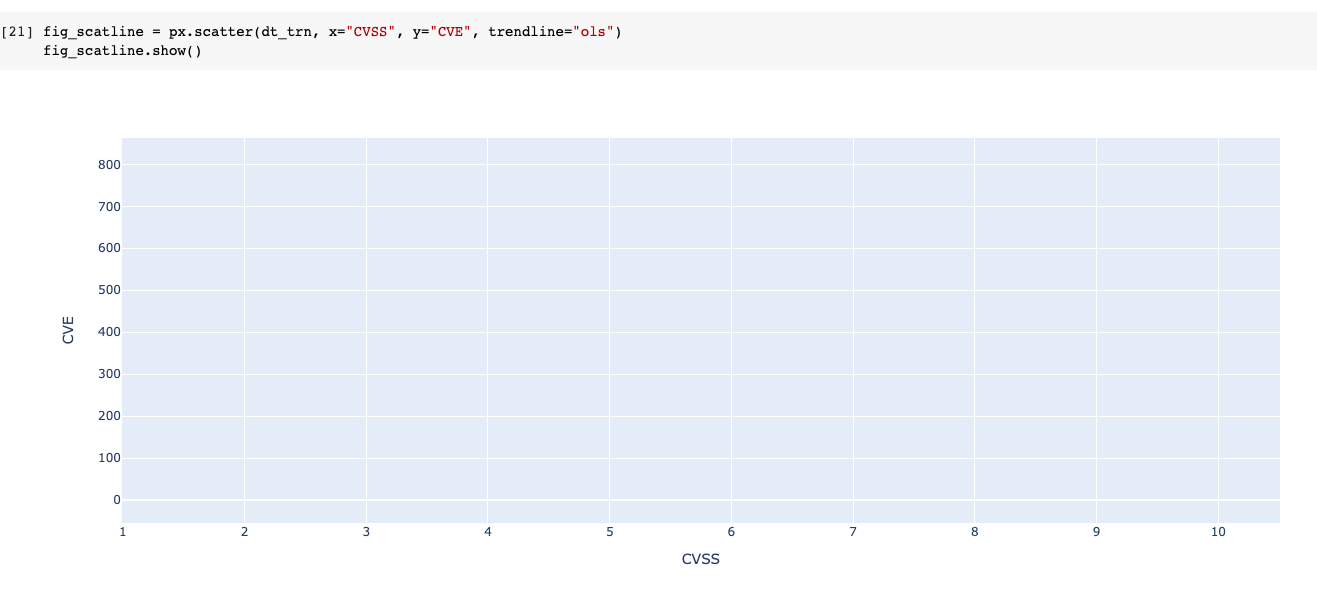 [21] fig_scatline = px.scatter(dt_trn, x="CVSS", y="CVE", trendline="ols")
fig_scatline.show()
800
700
600
500
400
300
200
100
0
CVE
1 2 3 4 5 6 7 8 9 10
CVSS